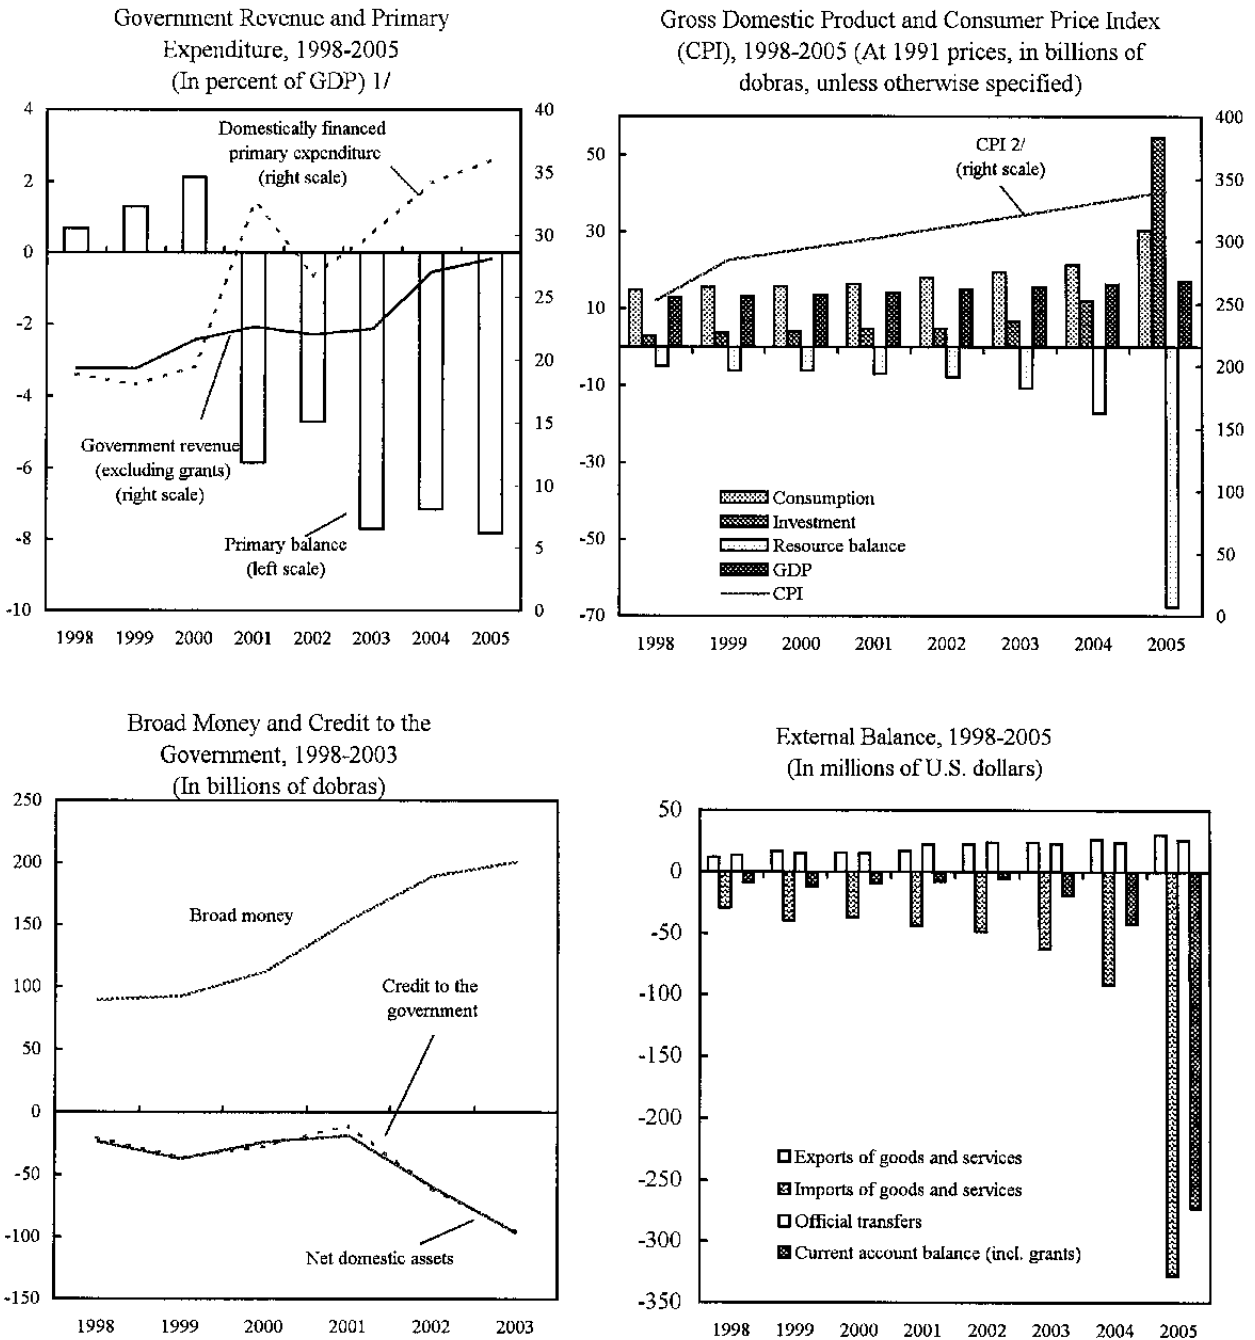 Government Revenue and Primary
Expenditure, 1998-2005
(In percent of GDP) 1/
4
2
0
-2
-4
-6
-8
-10
40
35
30
25
20
15
10
5
0
Domestically financed
primary expenditure
(right scale)
Government revenue
(excluding grants)
(right scale)
Primary balance
(left scale)
1998 1999 2000 2001 2002 2003 2004 2005
Gross Domestic Product and Consumer Price Index
(CPI), 1998-2005 (At 1991 prices, in billions of
dobras, unless otherwise specified)
50
30
10
-10
-30
-50
-70
400
350
300
250
200
150
100
50
0
CPI 2/
(right scale)
Consumption
Investment
Resource balance
GDP
CPI
1998 1999 2000 2001 2002 2003 2004 2005
Broad Money and Credit to the
Government, 1998-2003
(In billions of dobras)
250
200
150
100
50
0
-50
-100
-150
Broad money
Credit to the
government
Net domestic assets
1998 1999 2000 2001 2002 2003
External Balance, 1998-2005
(In millions of U.S. dollars)
50
0
-50
-100
-150
-200
-250
-300
-350
Exports of goods and services
Imports of goods and services
Official transfers
Current account balance (incl. grants)
1998 1999 2000 2001 2002 2003 2004 2005